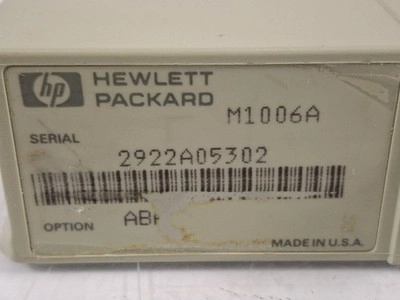 hp HEWLETT
PACKARD M1006A
SERIAL
2922A05302
OPTION
MADE IN U.S.A.